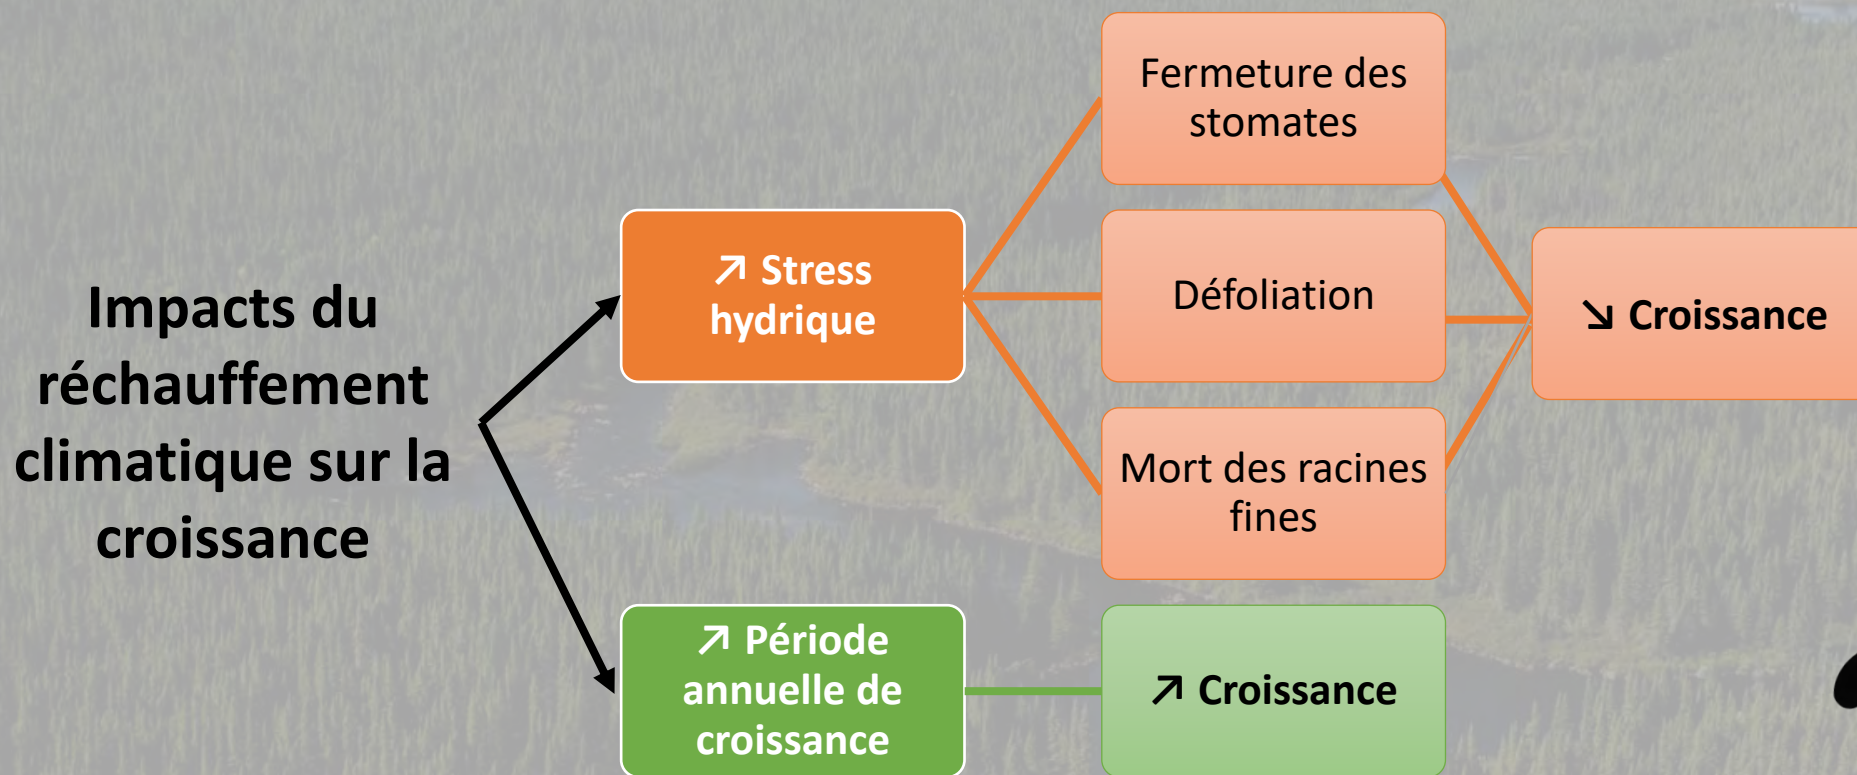 Impacts du
réchauffement
climatique sur la
croissance
↗ Stress
hydrique
Fermeture des
stomates
Défoliation
Mort des racines
fines
↘ Croissance
↗ Période
annuelle de
croissance
↗ Croissance